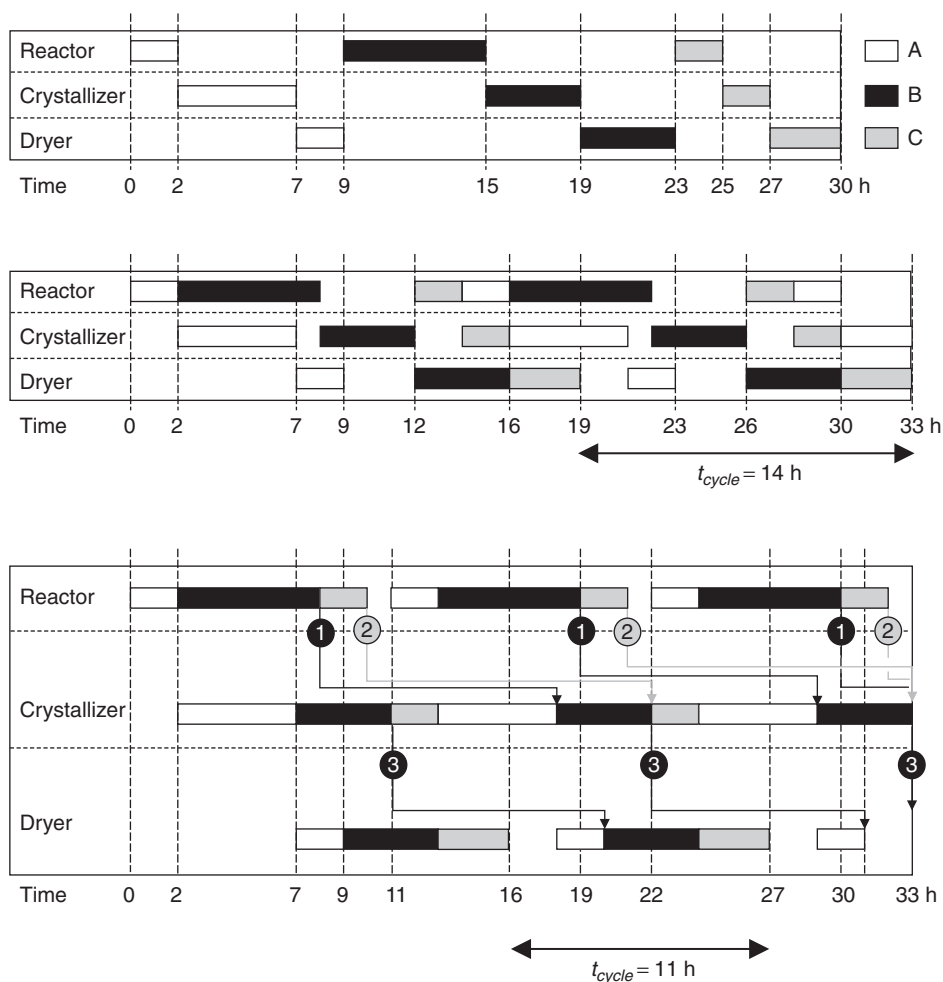 Reactor
A
Crystallizer
B
Dryer
C
Time 0 2 7 9 15 19 23 25 27 30 h
Reactor
Crystallizer
Dryer
Time 0 2 7 9 12 16 19 23 26 30 33 h
tcycle = 14 h
Reactor
1 2 1 2 1 2
Crystallizer
3 3 3
Dryer
Time 0 2 7 9 11 16 19 22 27 30 33 h
tcycle = 11 h